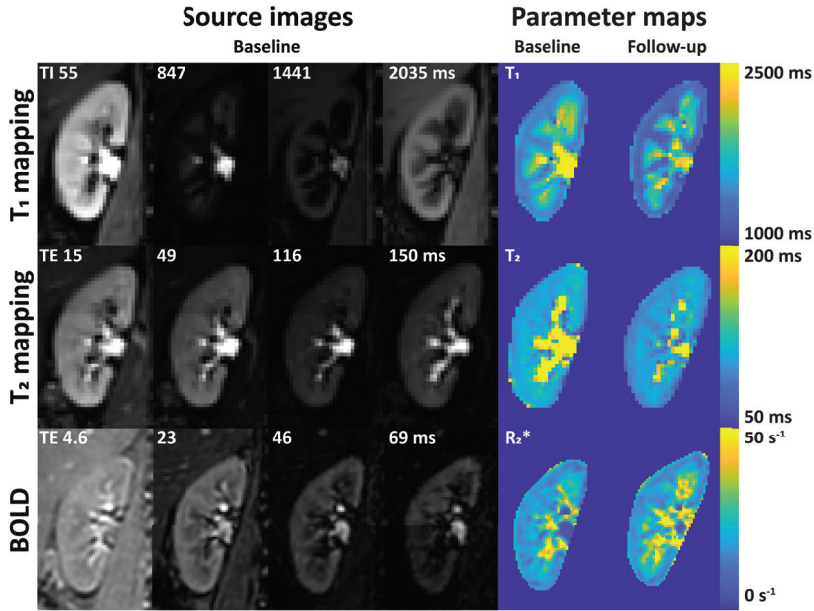 Source images
Parameter maps
Baseline
Baseline
Follow-up
T₁ mapping
TI 55
847
1441
2035 ms
T₁
2500 ms
1000 ms
T₂ mapping
TE 15
49
116
150 ms
T₂
200 ms
50 ms
BOLD
TE 4.6
23
46
69 ms
R₂*
50 s⁻¹
0 s⁻¹